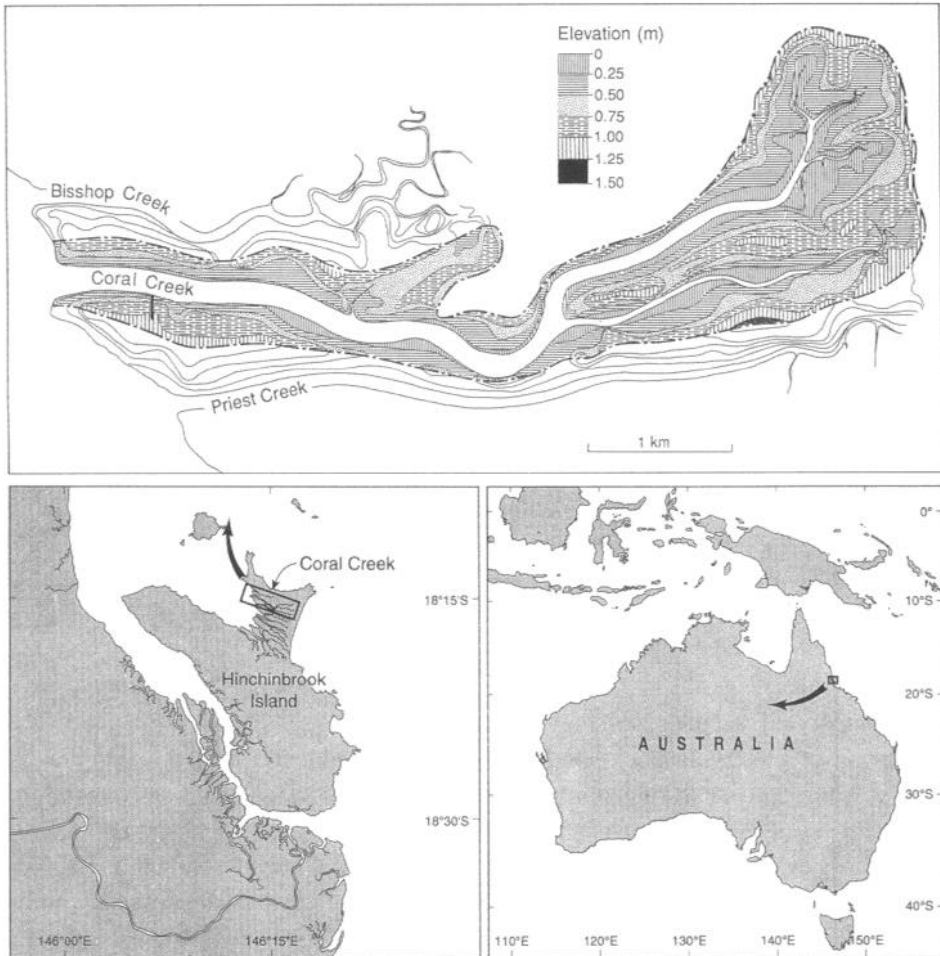 Elevation (m)
0
0.25
0.50
0.75
1.00
1.25
1.50
Bisshop Creek
Coral Creek
Priest Creek
1 km
Coral Creek
18°15'
Hinchinbrook
Island
18°30'
146°00'E
146°15'E
0°
10°S
20°S
AUSTRALIA
30°S
40°S
110°E
120°E
130°E
140°E
150°E